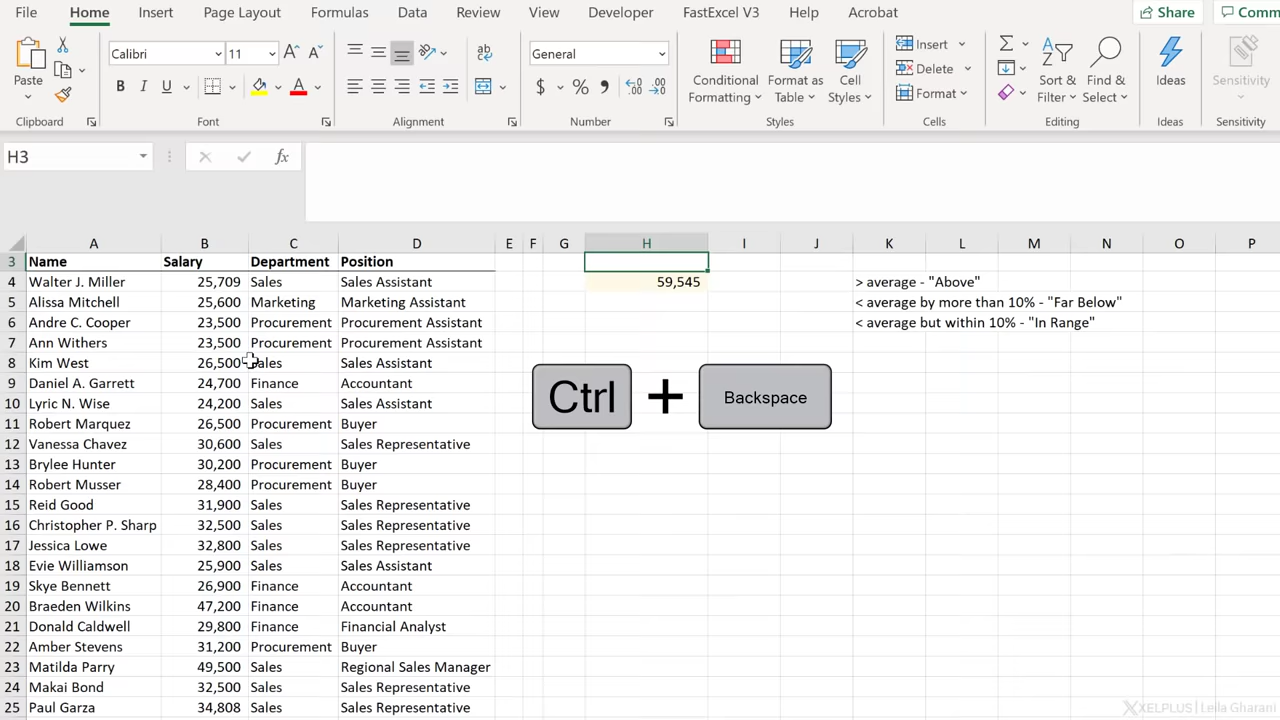 File Home Insert Page Layout Formulas Data Review View Developer FastExcel V3 Help Acrobat Share Comm
Paste Calibri 11 A A General Conditional Formatting Format as Table Cell Styles Insert Delete Format Sort & Filter Find & Select Ideas Sensitivity
B I U A ab $ % 9
Clipboard Font Alignment Number Styles Cells Editing Ideas Sensitivity
H3 fx
A B C D E F G H I J K L M N O P
3 Name Salary Department Position
4 Walter J. Miller 25,709 Sales Sales Assistant 59,545 > average - "Above"
5 Alissa Mitchell 25,600 Marketing Marketing Assistant < average by more than 10% - "Far Below"
6 Andre C. Cooper 23,500 Procurement Procurement Assistant < average but within 10% - "In Range"
7 Ann Withers 23,500 Procurement Procurement Assistant
8 Kim West 26,500 Sales Sales Assistant
9 Daniel A. Garrett 24,700 Finance Accountant
10 Lyric N. Wise 24,200 Sales Sales Assistant
Ctrl + Backspace
11 Robert Marquez 26,500 Procurement Buyer
12 Vanessa Chavez 30,600 Sales Sales Representative
13 Brylee Hunter 30,200 Procurement Buyer
14 Robert Musser 28,400 Procurement Buyer
15 Reid Good 31,900 Sales Sales Representative
16 Christopher P. Sharp 32,500 Sales Sales Representative
17 Jessica Lowe 32,800 Sales Sales Representative
18 Evie Williamson 25,900 Sales Sales Assistant
19 Skye Bennett 26,900 Finance Accountant
20 Braeden Wilkins 47,200 Finance Accountant
21 Donald Caldwell 29,800 Finance Financial Analyst
22 Amber Stevens 31,200 Procurement Buyer
23 Matilda Parry 49,500 Sales Regional Sales Manager
24 Makai Bond 32,500 Sales Sales Representative
25 Paul Garza 34,808 Sales Sales Representative
XELPLUS | Leila Gharani